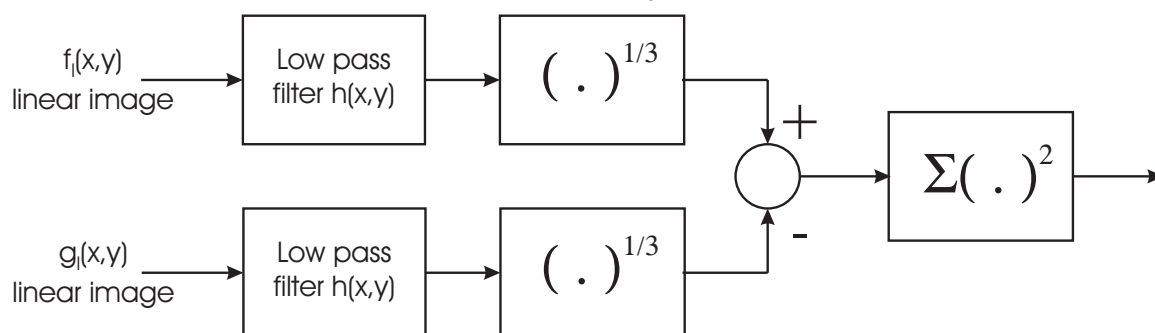 f_l(x,y)
linear image
Low pass
filter h(x,y)
( . )^1/3
+
Σ( . )^2
-
g_l(x,y)
linear image
Low pass
filter h(x,y)
( . )^1/3